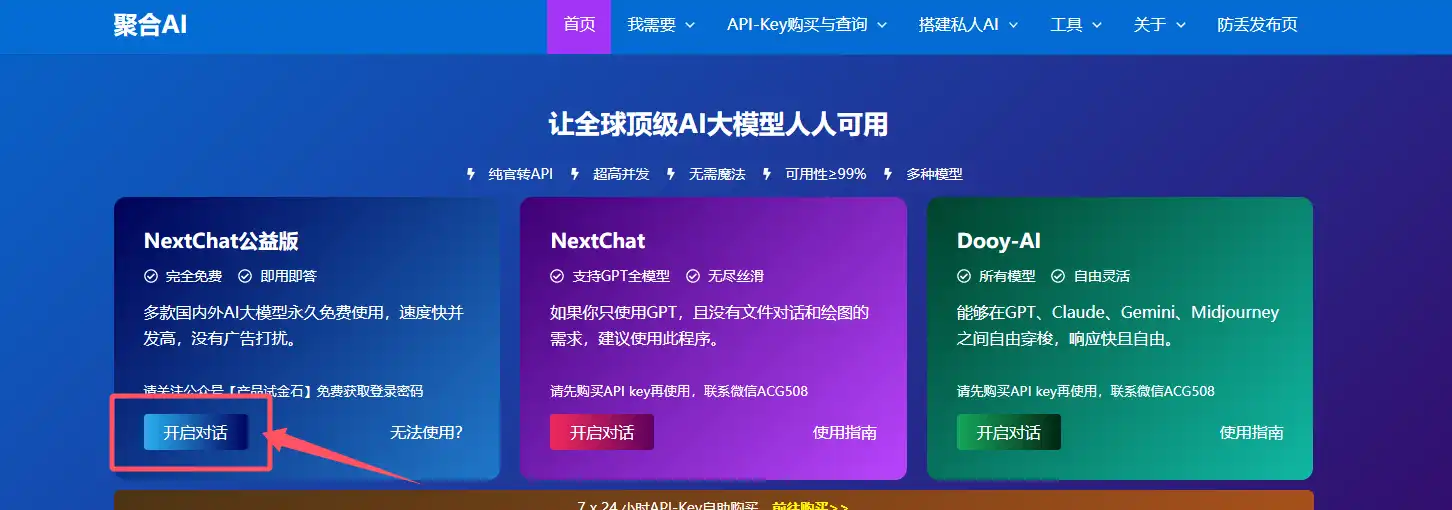 聚合AI
首页 我需要 API-Key购买与查询 搭建私人AI 工具 关于 防丢发布页
让全球顶级AI大模型人人可用
纯官转API 超高并发 无需魔法 可用性≥99% 多种模型
NextChat公益版
完全免费 即用即答
多款国内外AI大模型永久免费使用，速度快并
发高，没有广告打扰。
请关注公众号【产品试金石】免费获取登录密码
开启对话 无法使用？
NextChat
支持GPT全模型 无尽丝滑
如果你只使用GPT，且没有文件对话和绘图的
需求，建议使用此程序。
请先购买API key再使用，联系微信ACG508
开启对话 使用指南
Dooy-AI
所有模型 自由灵活
能够在GPT、Claude、Gemini、Midjourney
之间自由穿梭，响应快且自由。
请先购买API key再使用，联系微信ACG508
开启对话 使用指南
7 x 24 小时API-Key自助购买 前往购买>>